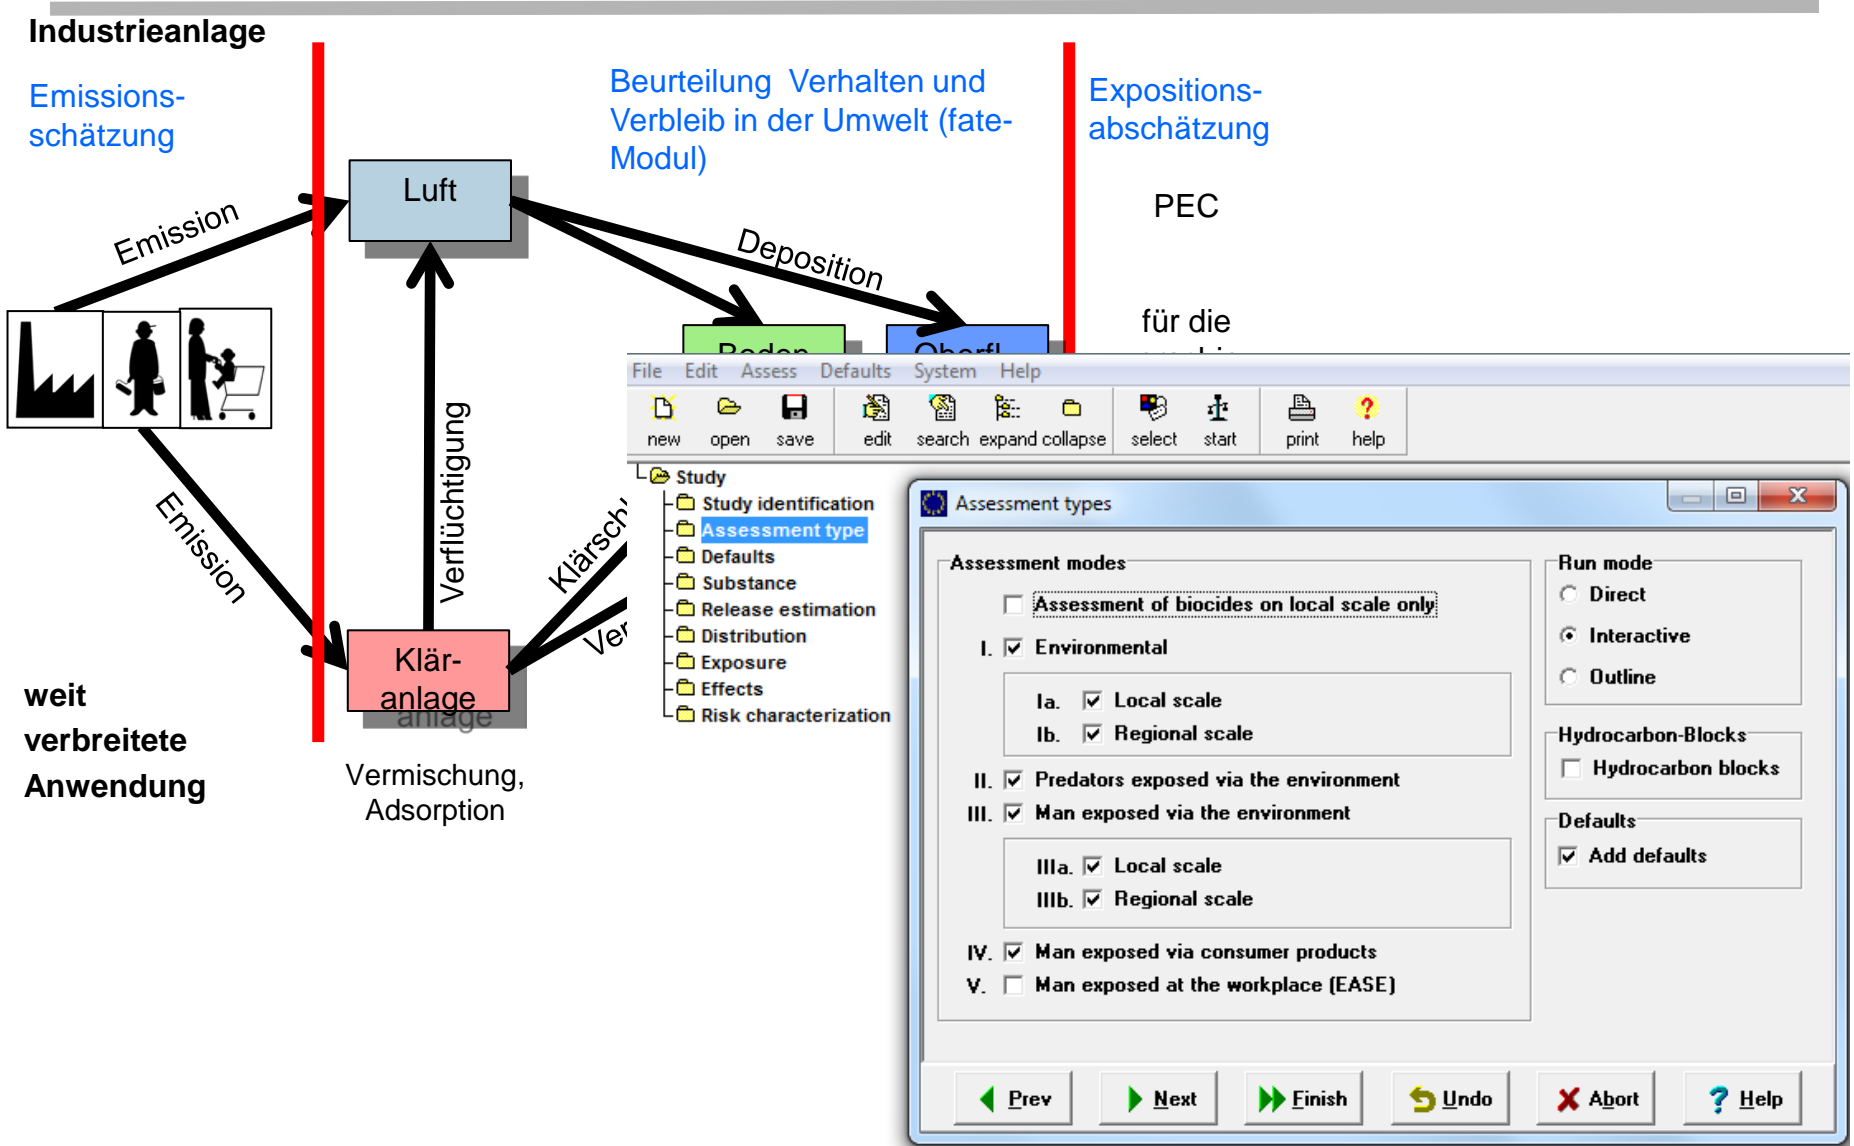 Industrieanlage
Emissions-
schätzung
Beurteilung Verhalten und
Verbleib in der Umwelt (fate-
Modul)
Expositions-
abschätzung
Luft
PEC
Emission
Deposition
für die
Boden
Oberfl
Verflüchtigung
Emission
Klärsch
Ver
Klär-
anlage
weit
verbreitete
Anwendung
Vermischung,
Adsorption
File Edit Assess Defaults System Help
new open save edit search expand collapse select start print help
Study
Study identification
Assessment type
Defaults
Substance
Release estimation
Distribution
Exposure
Effects
Risk characterization
Assessment types
Assessment modes
Assessment of biocides on local scale only
I. Environmental
Ia. Local scale
Ib. Regional scale
II. Predators exposed via the environment
III. Man exposed via the environment
IIIa. Local scale
IIIb. Regional scale
IV. Man exposed via consumer products
V. Man exposed at the workplace (EASE)
Run mode
Direct
Interactive
Outline
Hydrocarbon-Blocks
Hydrocarbon blocks
Defaults
Add defaults
Prev Next Finish Undo Abort Help